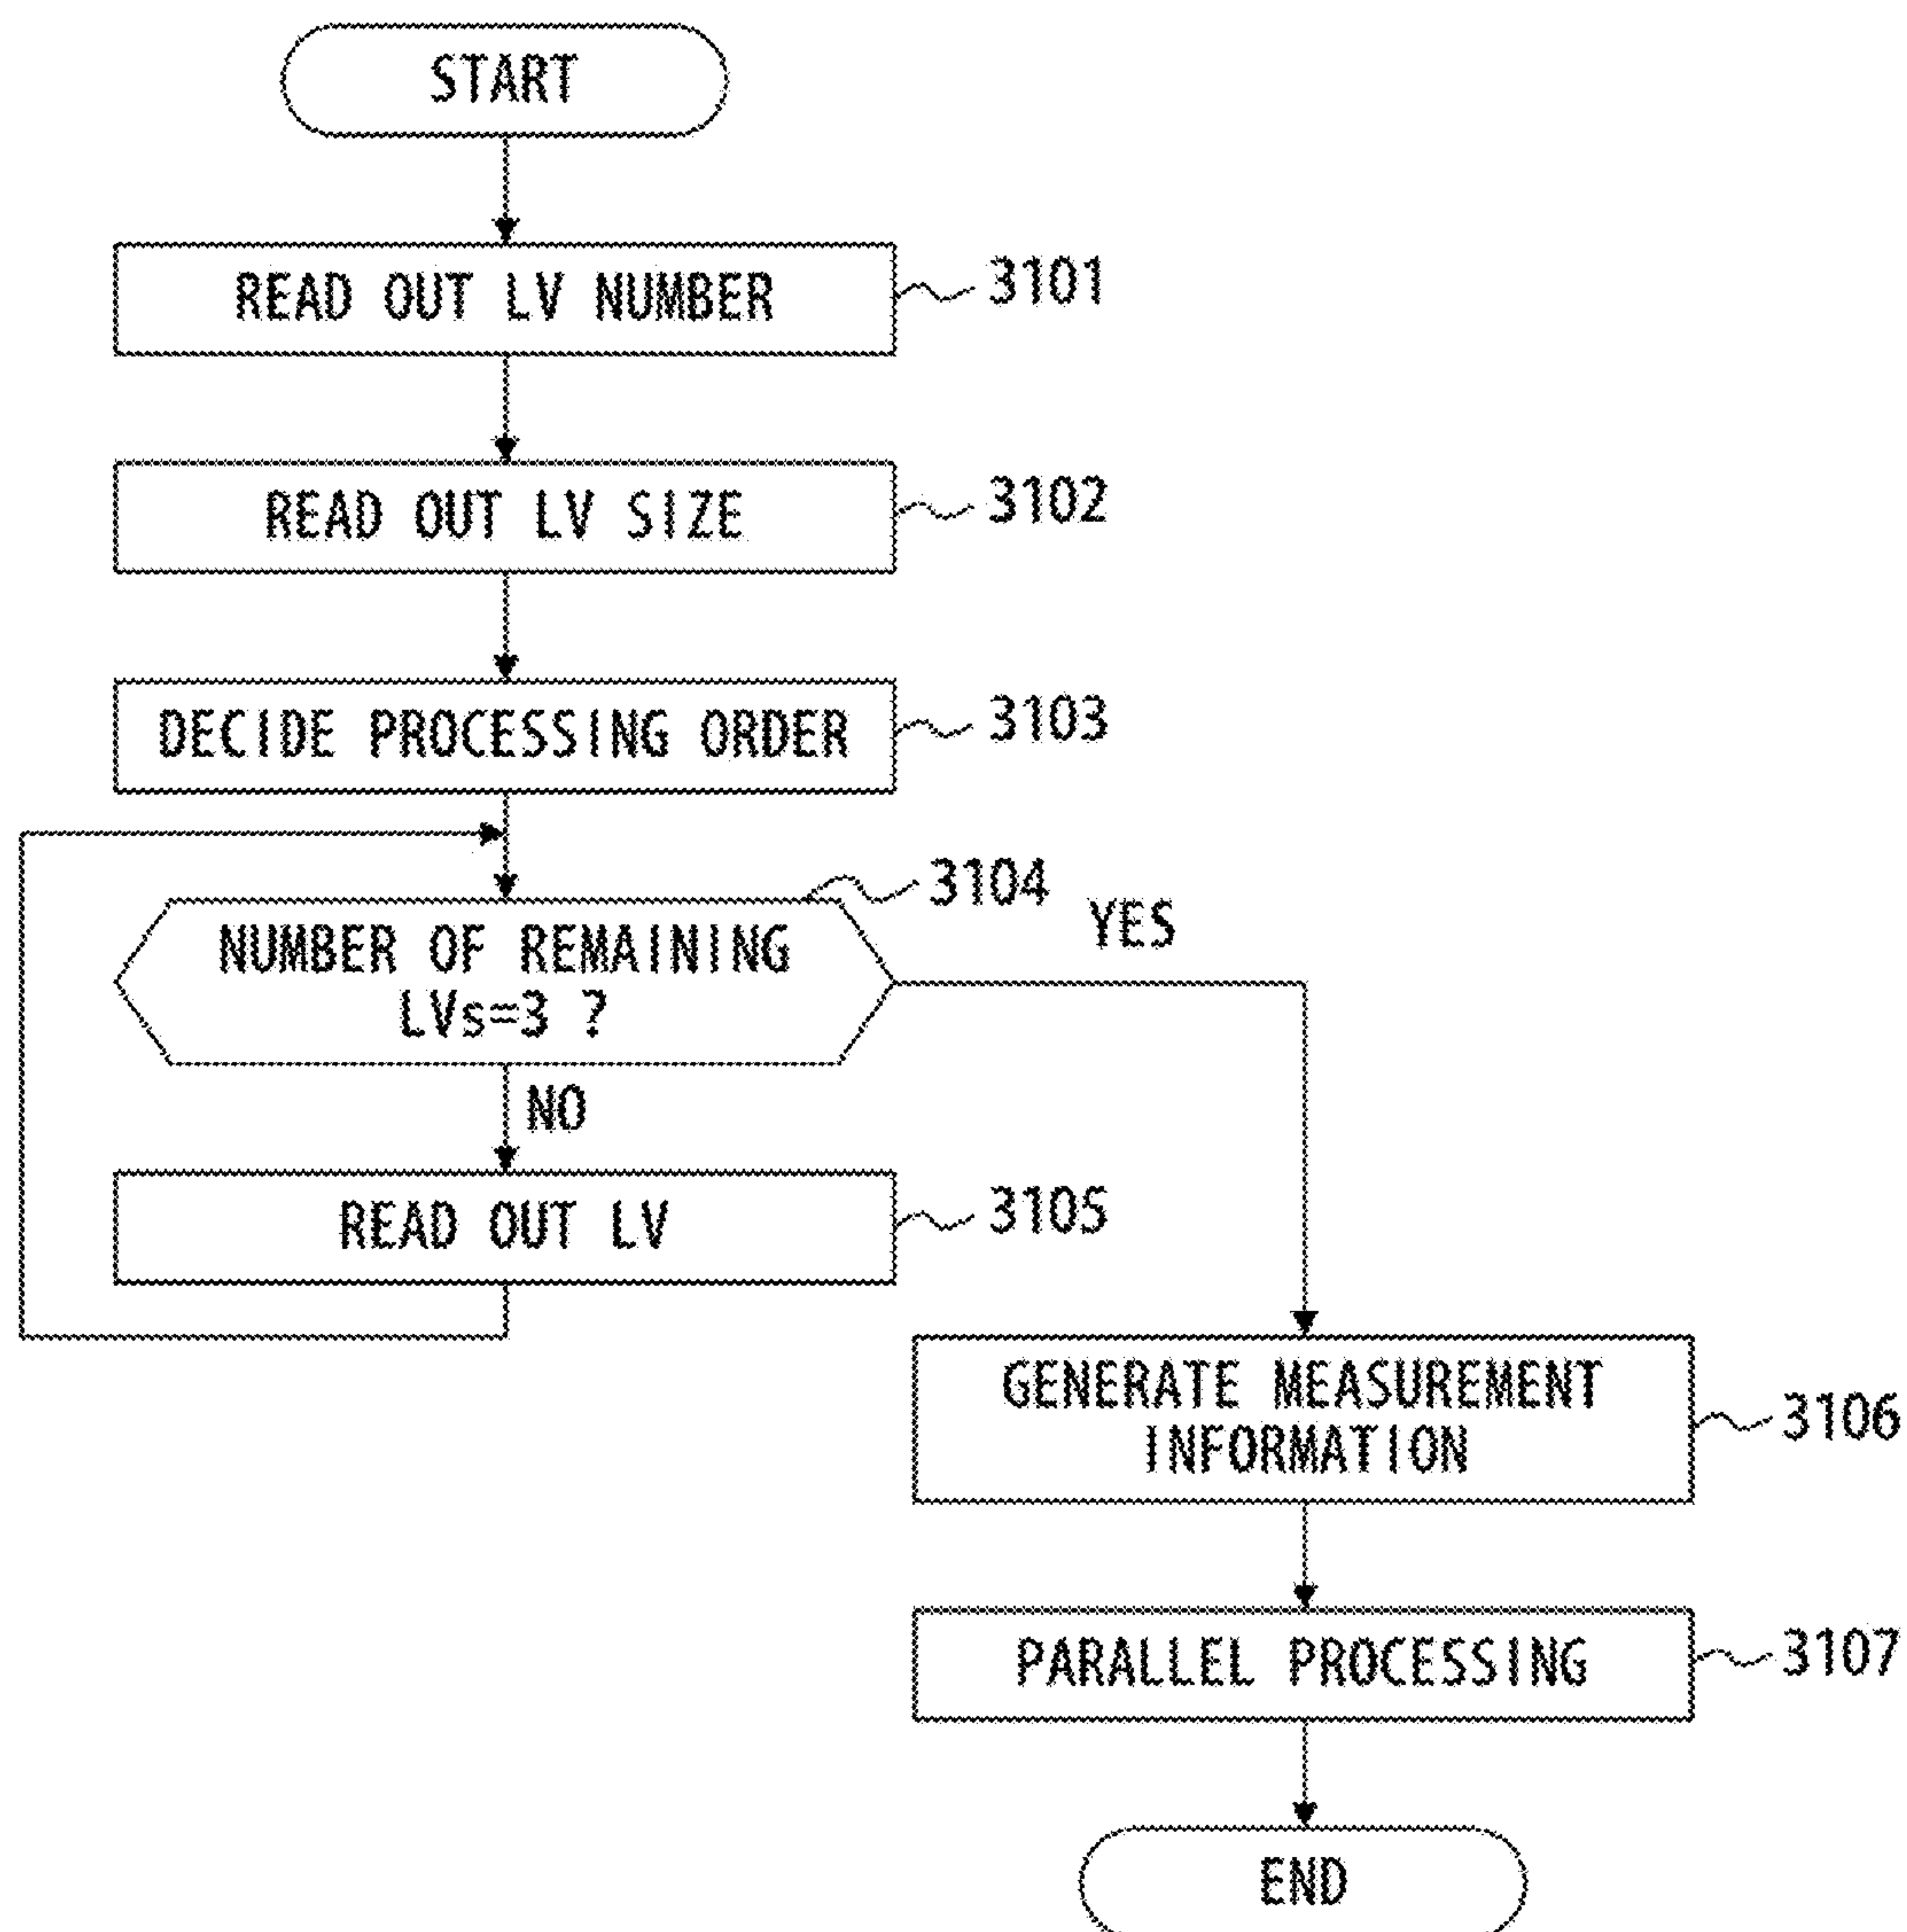 START
READ OUT LV NUMBER
3101
READ OUT LV SIZE
3102
DECIDE PROCESSING ORDER
3103
3104
NUMBER OF REMAINING
LVs=3 ?
YES
NO
READ OUT LV
3105
GENERATE MEASUREMENT
INFORMATION
3106
PARALLEL PROCESSING
3107
END